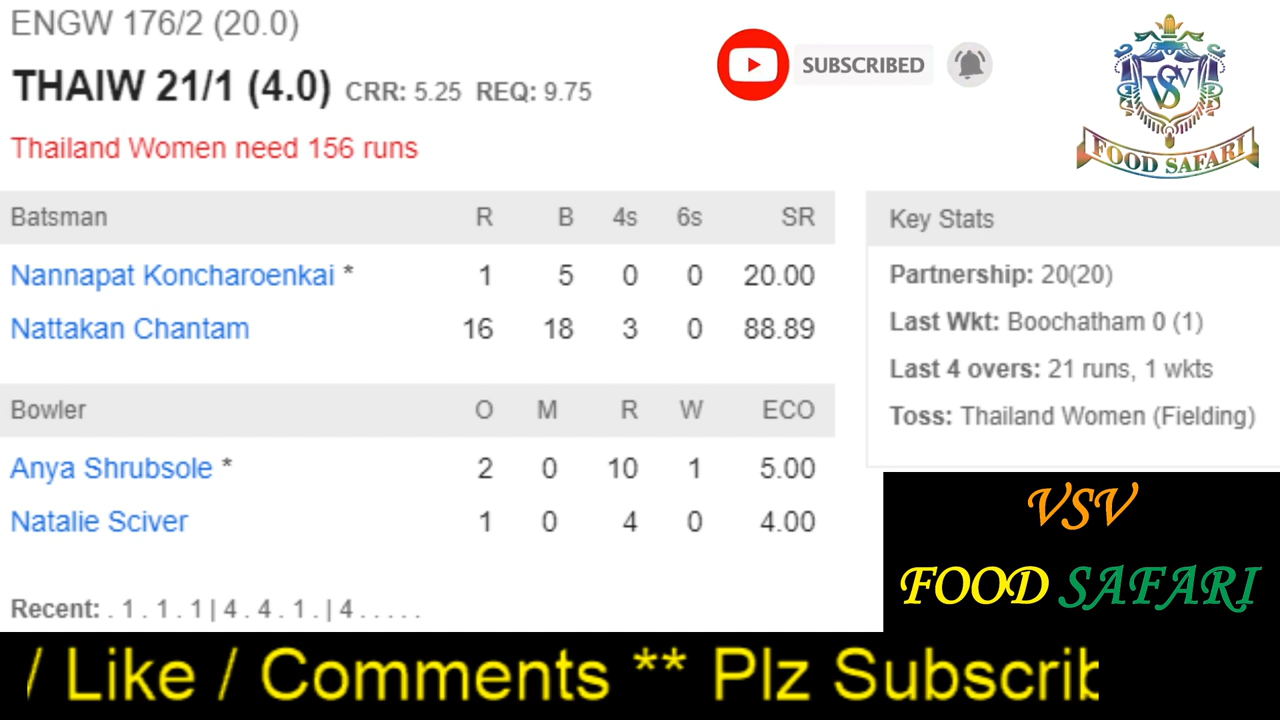 ENGW 176/2 (20.0)
THAIW 21/1 (4.0) CRR: 5.25 REQ: 9.75
Thailand Women need 156 runs
SUBSCRIBED
VSV
FOOD SAFARI
Batsman R B 4s 6s SR
Nannapat Koncharoenkai * 1 5 0 0 20.00
Nattakan Chantam 16 18 3 0 88.89
Bowler O M R W ECO
Anya Shrubsole * 2 0 10 1 5.00
Natalie Sciver 1 0 4 0 4.00
Recent: . 1 . 1 . 1 | 4 . 4 . 1 . | 4 . . . . .
Key Stats
Partnership: 20(20)
Last Wkt: Boochatham 0 (1)
Last 4 overs: 21 runs, 1 wkts
Toss: Thailand Women (Fielding)
VSV
FOOD SAFARI
/ Like / Comments ** Plz Subscrib